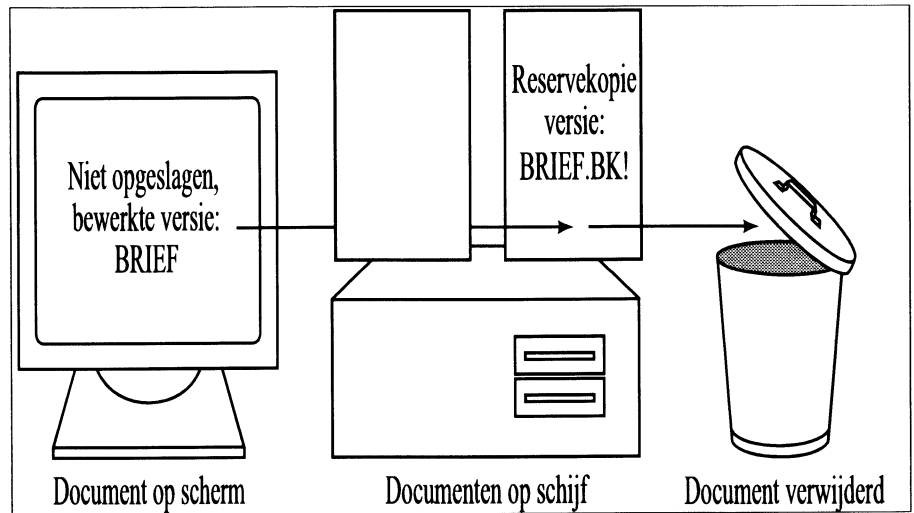 Niet opgeslagen,
bewerkte versie:
BRIEF
Reservekopie
versie:
BRIEF.BK!
Document op scherm
Documenten op schijf
Document verwijderd